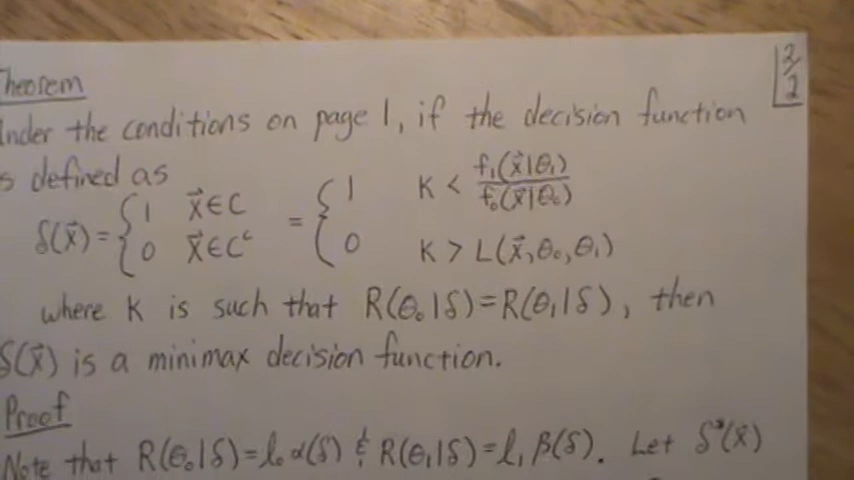 Theorem
2/2
Under the conditions on page 1, if the decision function
is defined as
δ(x⃗) = { 1 x⃗∈C = { 1 K < f₁(x⃗|θ₁)/f₀(x⃗|θ₀)
0 x⃗∈Cᶜ 0 K > L(x⃗, θ₀, θ₁)
where K is such that R(θ₀|δ) = R(θ₁|δ), then
δ(x⃗) is a minimax decision function.
Proof
Note that R(θ₀|δ) = l₀ α(δ) & R(θ₁|δ) = l₁ β(δ). Let δ*(x⃗)